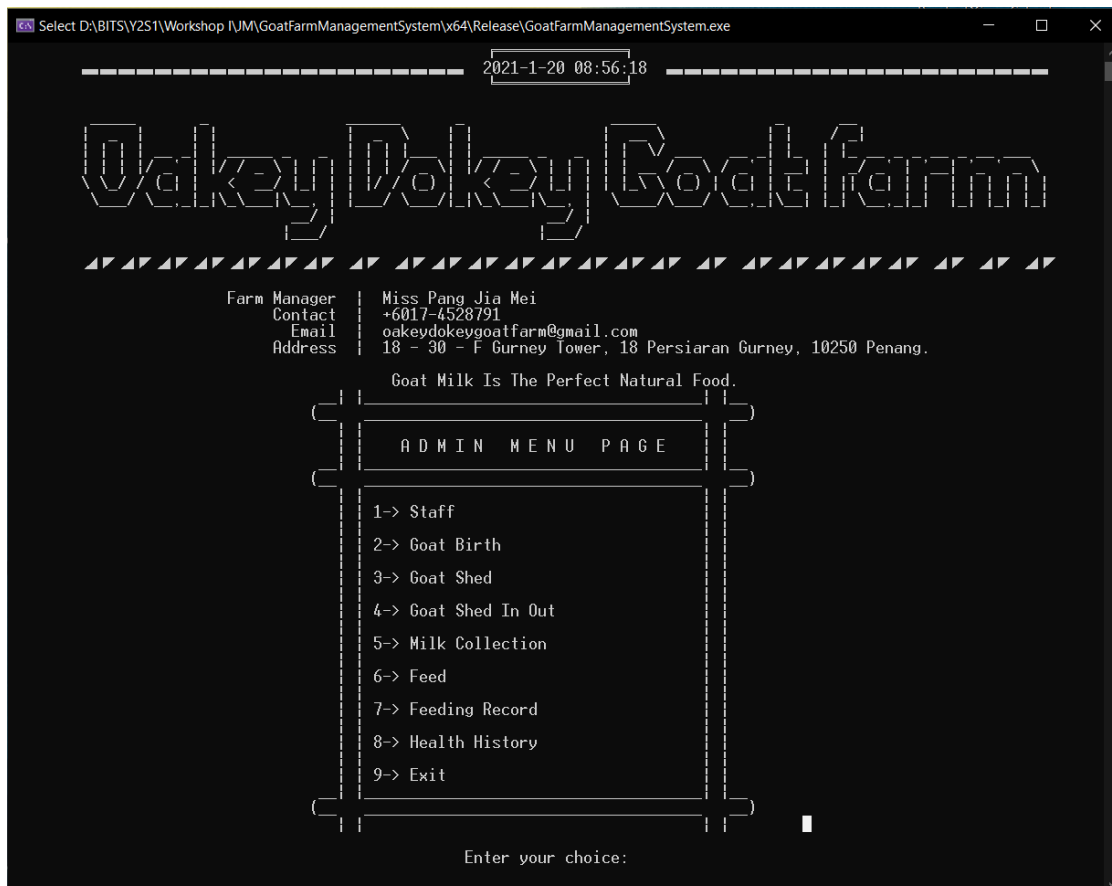 Select D:\BITS\Y2S1\Workshop I\JM\GoatFarmManagementSystem\x64\Release\GoatFarmManagementSystem.exe
2021-1-20 08:56:18
Oakey Dokey Goat farm
Farm Manager | Miss Pang Jia Mei
Contact | +6017-4528791
Email | oakeydokeygoatfarm@gmail.com
Address | 18 - 30 - F Gurney Tower, 18 Persiaran Gurney, 10250 Penang.
Goat Milk Is The Perfect Natural Food.
A D M I N   M E N U   P A G E
1-> Staff
2-> Goat Birth
3-> Goat Shed
4-> Goat Shed In Out
5-> Milk Collection
6-> Feed
7-> Feeding Record
8-> Health History
9-> Exit
Enter your choice: